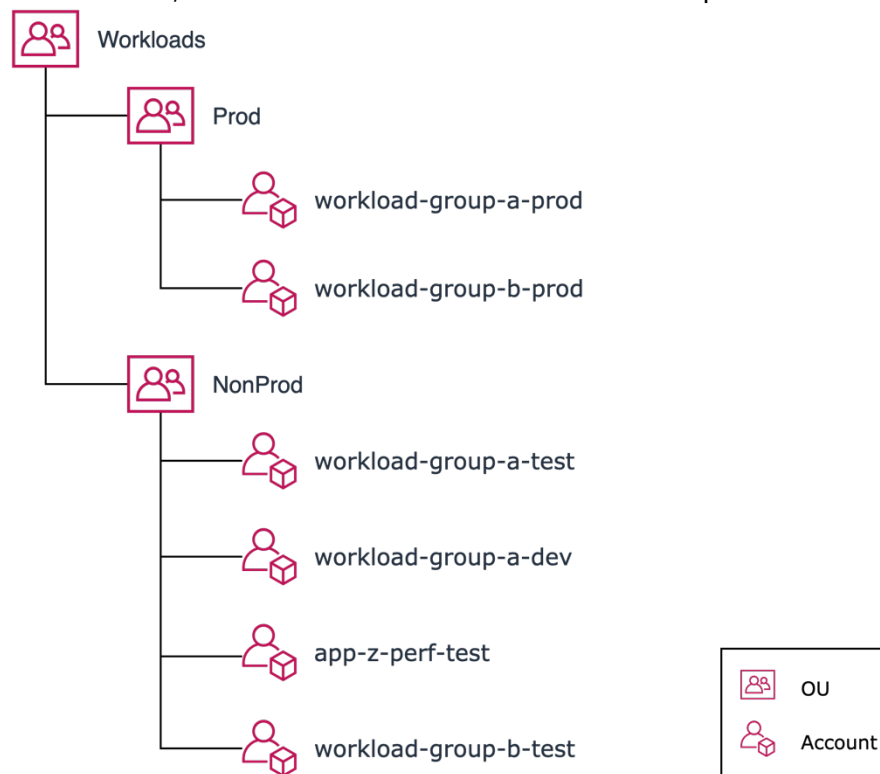 Workloads
Prod
workload-group-a-prod
workload-group-b-prod
NonProd
workload-group-a-test
workload-group-a-dev
app-z-perf-test
workload-group-b-test
OU
Account